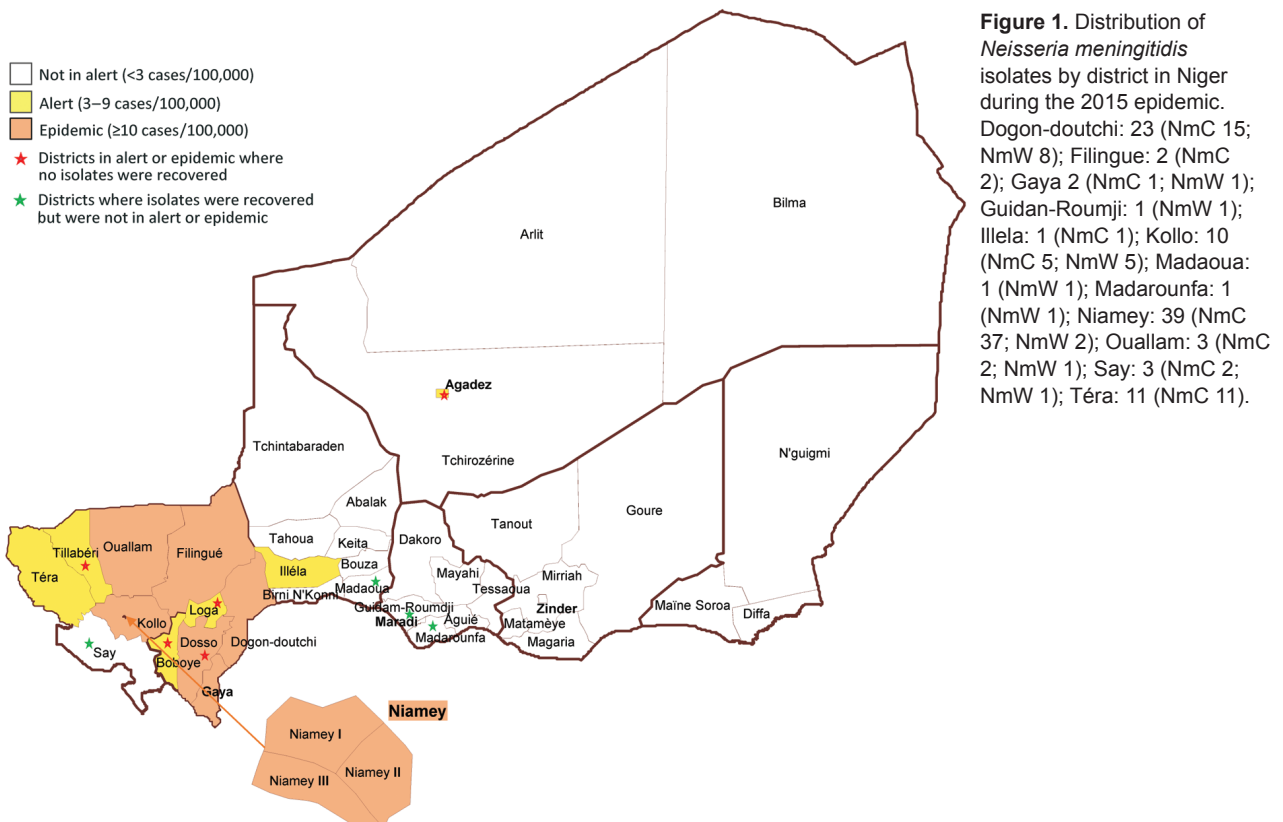 Not in alert (<3 cases/100,000)
Alert (3–9 cases/100,000)
Epidemic (≥10 cases/100,000)
Districts in alert or epidemic where
no isolates were recovered
Districts where isolates were recovered
but were not in alert or epidemic
Figure 1. Distribution of
Neisseria meningitidis
isolates by district in Niger
during the 2015 epidemic.
Dogon-doutchi: 23 (NmC 15;
NmW 8); Filingue: 2 (NmC
2); Gaya 2 (NmC 1; NmW 1);
Guidan-Roumji: 1 (NmW 1);
Illela: 1 (NmC 1); Kollo: 10
(NmC 5; NmW 5); Madaoua:
1 (NmW 1); Madarounfa: 1
(NmW 1); Niamey: 39 (NmC
37; NmW 2); Ouallam: 3 (NmC
2; NmW 1); Say: 3 (NmC 2;
NmW 1); Téra: 11 (NmC 11).
Bilma
Arlit
Agadez
Tchirozérine
Tchintabaraden
N'guigmi
Abalak
Goure
Tanout
Tahoua
Keita
Dakoro
Ouallam
Filingué
Tillabéri
Téra
Illéla
Bouza
Mayahi
Mirriah
Tessaoua
Madaoua
Birni N'Konni
Guidam-Roumdji
Zinder
Maradi
Aguié
Matamèye
Madarounfa
Magaria
Maïne Soroa
Diffa
Loga
Kollo
Say
Dosso
Dogon-doutchi
Boboye
Gaya
Niamey
Niamey I
Niamey II
Niamey III